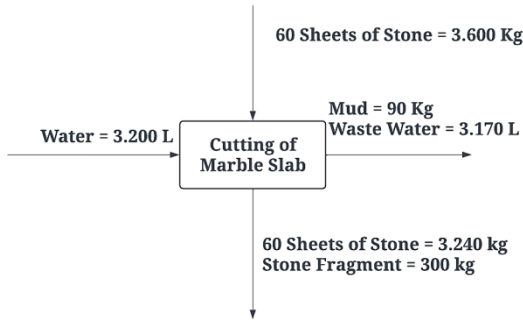 60 Sheets of Stone = 3.600 Kg
Mud = 90 Kg
Water = 3.200 L
Waste Water = 3.170 L
Cutting of
Marble Slab
60 Sheets of Stone = 3.240 kg
Stone Fragment = 300 kg